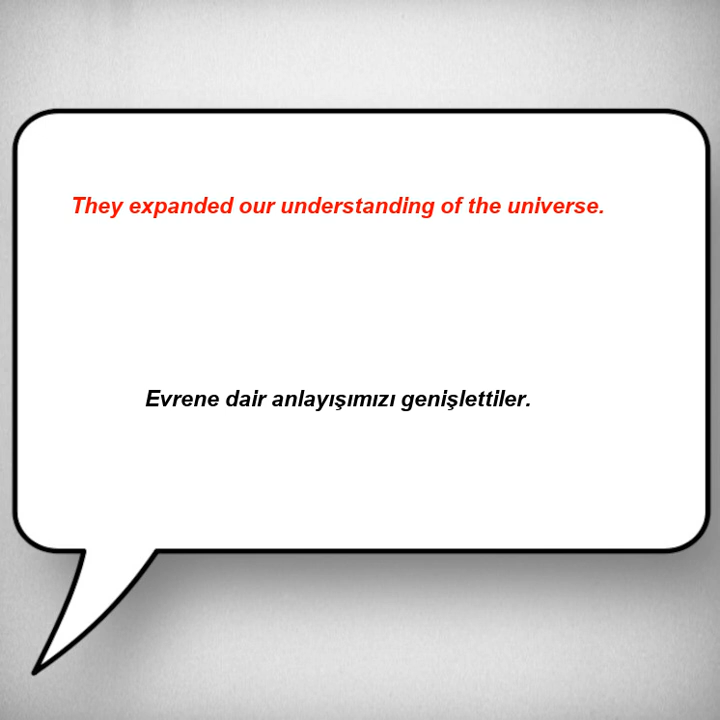 They expanded our understanding of the universe.
Evrene dair anlayışımızı genişlettiler.